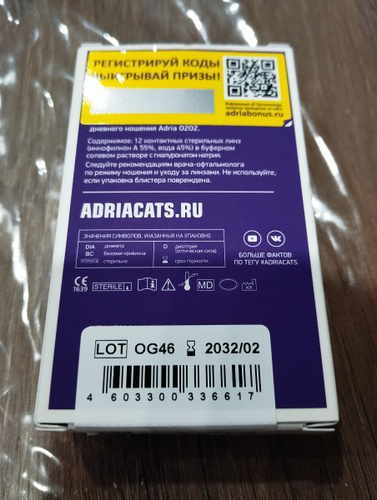 РЕГИСТРИРУЙ КОДЫ
ВЫИГРЫВАЙ ПРИЗЫ!
adriabonus.ru
дневного ношения Adria O2O2.
Содержимое: 12 контактных стерильных линз
(иннофилкон А 55%, вода 45%) в буферном
солевом растворе с гиалуронатом натрия.
Следуйте рекомендациям врача-офтальмолога
по режиму ношения и уходу за линзами. Не используйте,
если упаковка блистера повреждена.
ADRIACATS.RU
ЗНАЧЕНИЯ СИМВОЛОВ, УКАЗАННЫХ НА УПАКОВКЕ
DIA диаметр D диоптрия
(оптическая сила)
BC базовая кривизна
стерильно срок годности
БОЛЬШЕ ФАКТОВ
ПО ТЕГУ #ADRIACATS
CE 1639 STERILE MD
LOT OG46 2032/02
4 603300 336617